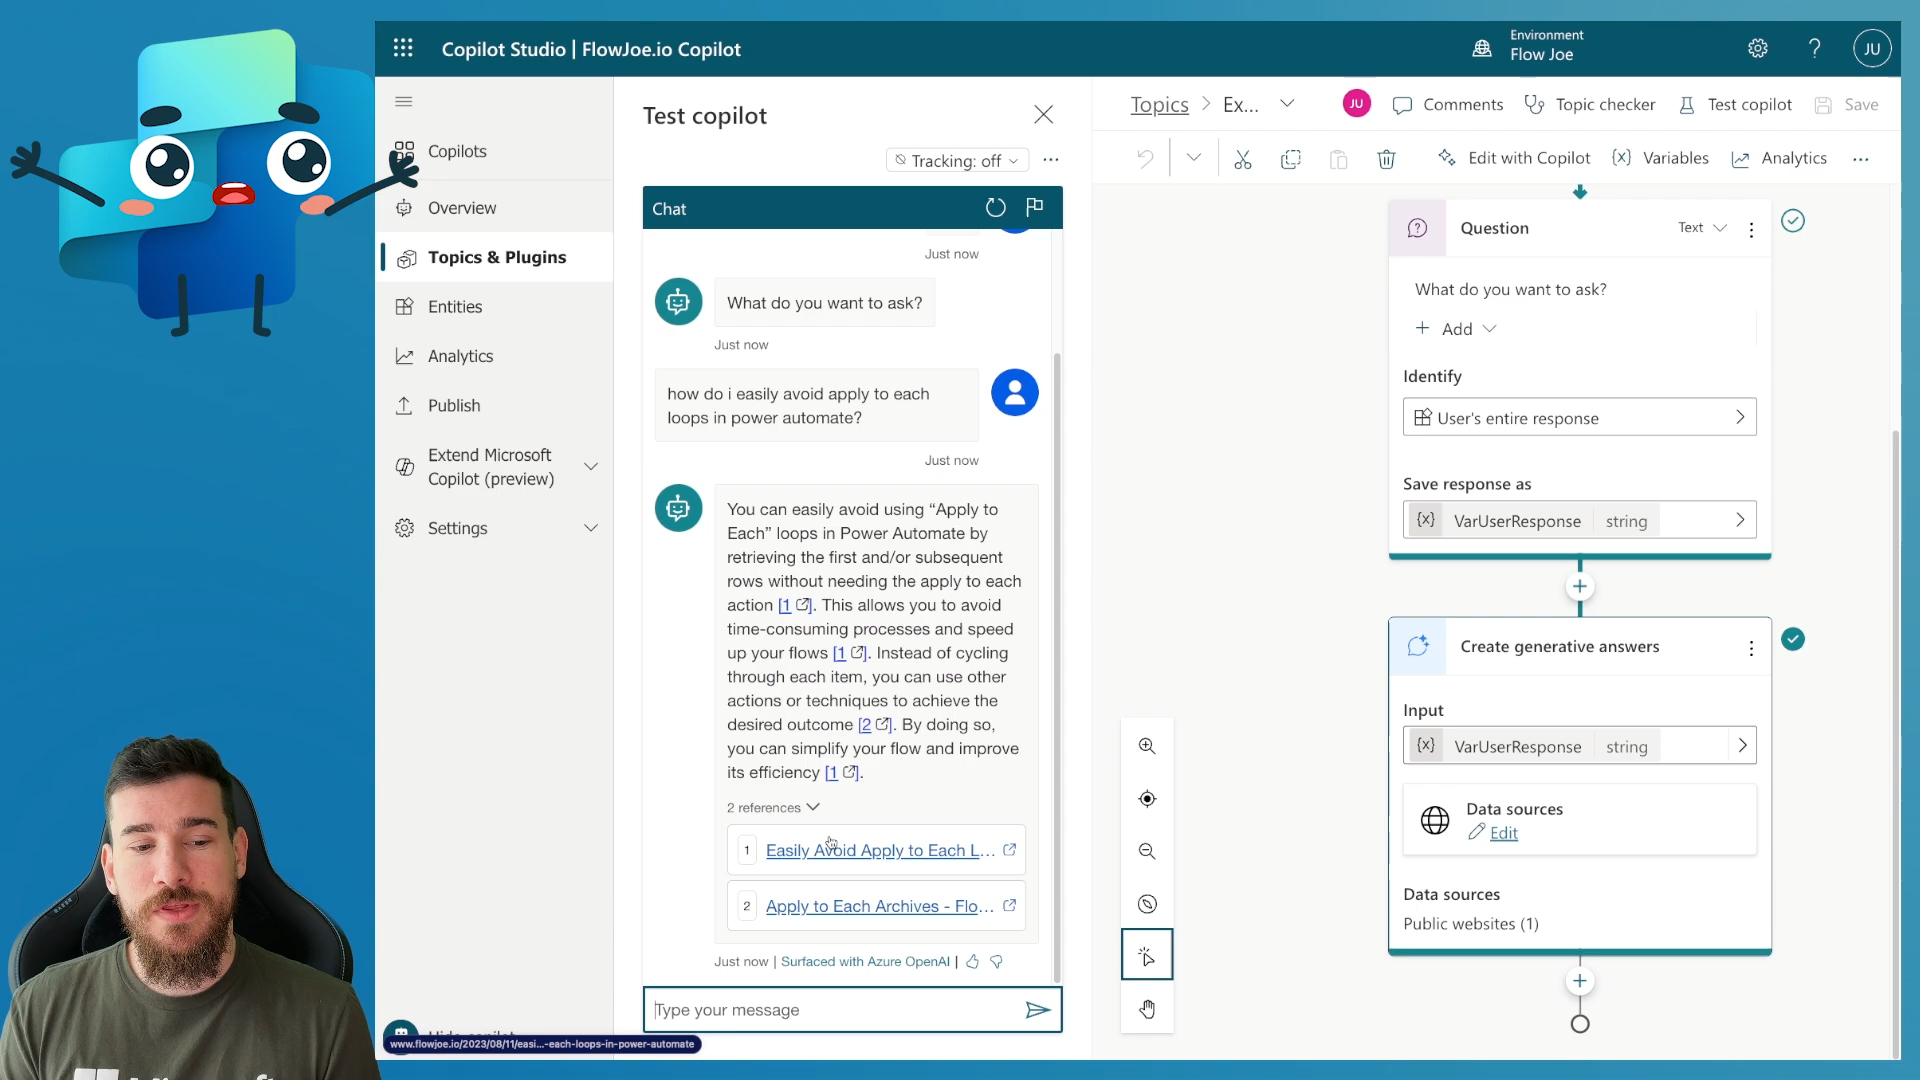 Copilot Studio | FlowJoe.io Copilot
Environment
Flow Joe
JU
Copilots
Overview
Topics & Plugins
Entities
Analytics
Publish
Extend Microsoft
Copilot (preview)
Settings
www.flowjoe.io/2023/08/11/easi...-each-loops-in-power-automate
Test copilot
Tracking: off
Chat
Just now
What do you want to ask?
Just now
how do i easily avoid apply to each
loops in power automate?
Just now
You can easily avoid using “Apply to
Each” loops in Power Automate by
retrieving the first and/or subsequent
rows without needing the apply to each
action [1]. This allows you to avoid
time-consuming processes and speed
up your flows [1]. Instead of cycling
through each item, you can use other
actions or techniques to achieve the
desired outcome [2]. By doing so,
you can simplify your flow and improve
its efficiency [1].
2 references
1 Easily Avoid Apply to Each L...
2 Apply to Each Archives - Flo...
Just now | Surfaced with Azure OpenAI |
Type your message
Topics > Ex...
JU
Comments
Topic checker
Test copilot
Save
Edit with Copilot
{x} Variables
Analytics
Question
Text
What do you want to ask?
+ Add
Identify
User's entire response
Save response as
{x} VarUserResponse string
Create generative answers
Input
{x} VarUserResponse string
Data sources
Edit
Data sources
Public websites (1)